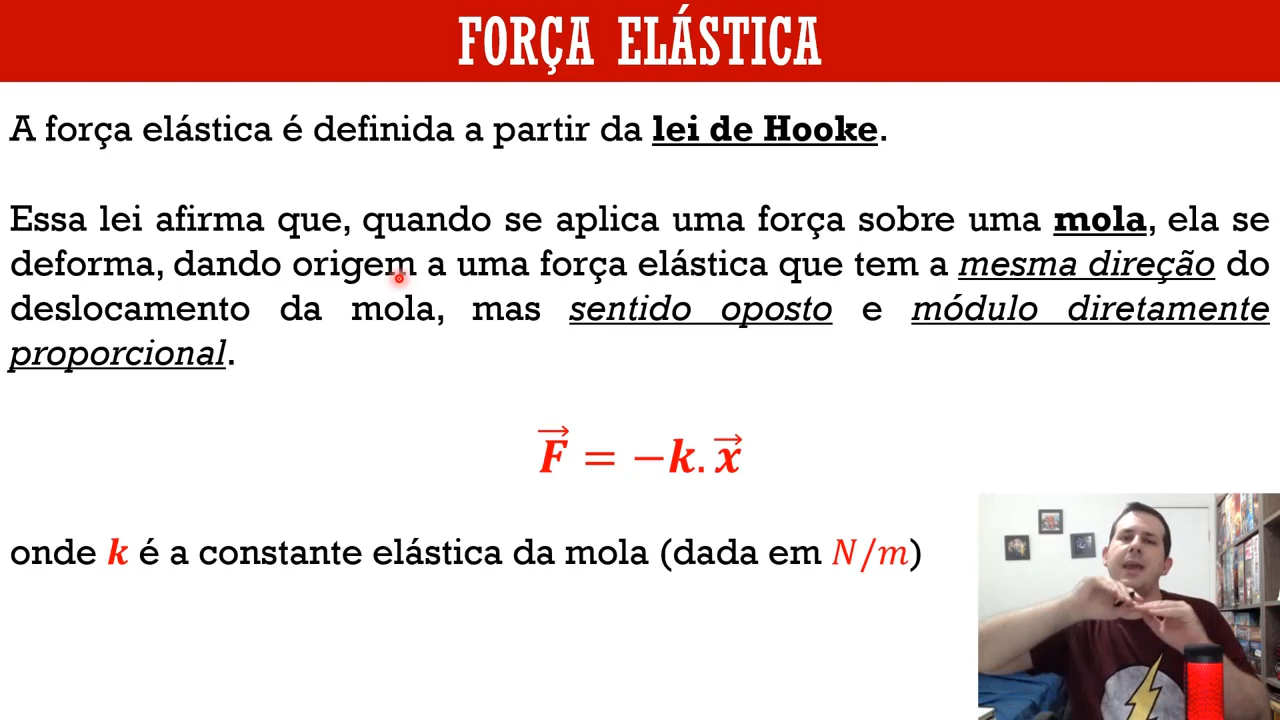 FORÇA ELÁSTICA
A força elástica é definida a partir da lei de Hooke.
Essa lei afirma que, quando se aplica uma força sobre uma mola, ela se
deforma, dando origem a uma força elástica que tem a mesma direção do
deslocamento da mola, mas sentido oposto e módulo diretamente
proporcional.
F⃗ = −k. x⃗
onde k é a constante elástica da mola (dada em N/m)